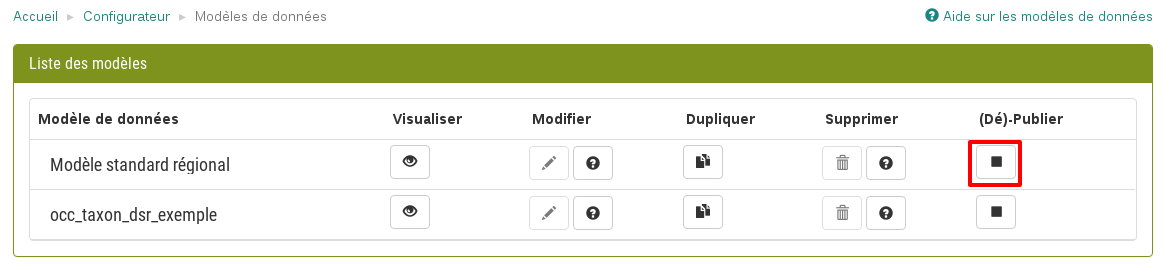 Accueil ▸ Configurateur ▸ Modèles de données
Aide sur les modèles de données
Liste des modèles
Modèle de données Visualiser Modifier Dupliquer Supprimer (Dé)-Publier
Modèle standard régional
occ_taxon_dsr_exemple